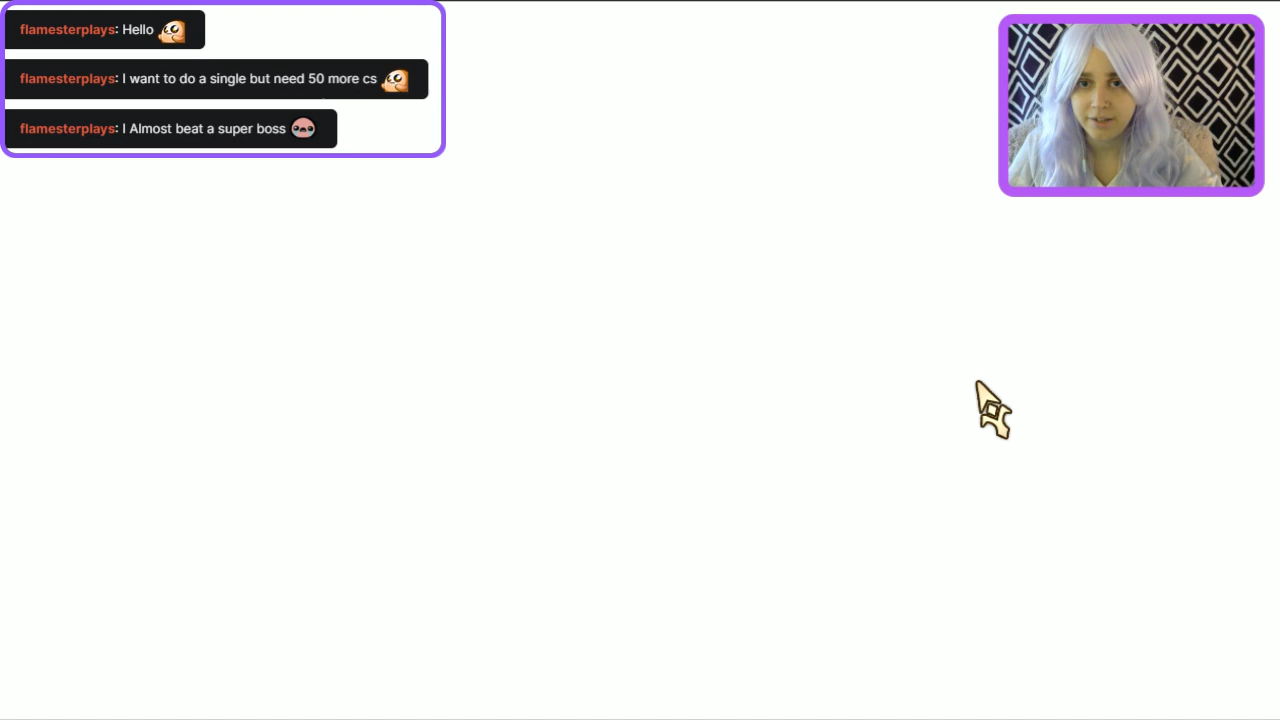 flamesterplays: Hello
flamesterplays: I want to do a single but need 50 more cs
flamesterplays: I Almost beat a super boss